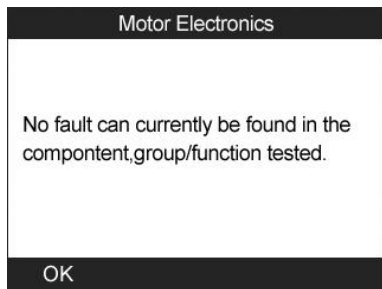 Motor Electronics
No fault can currently be found in the
compontent,group/function tested.
OK